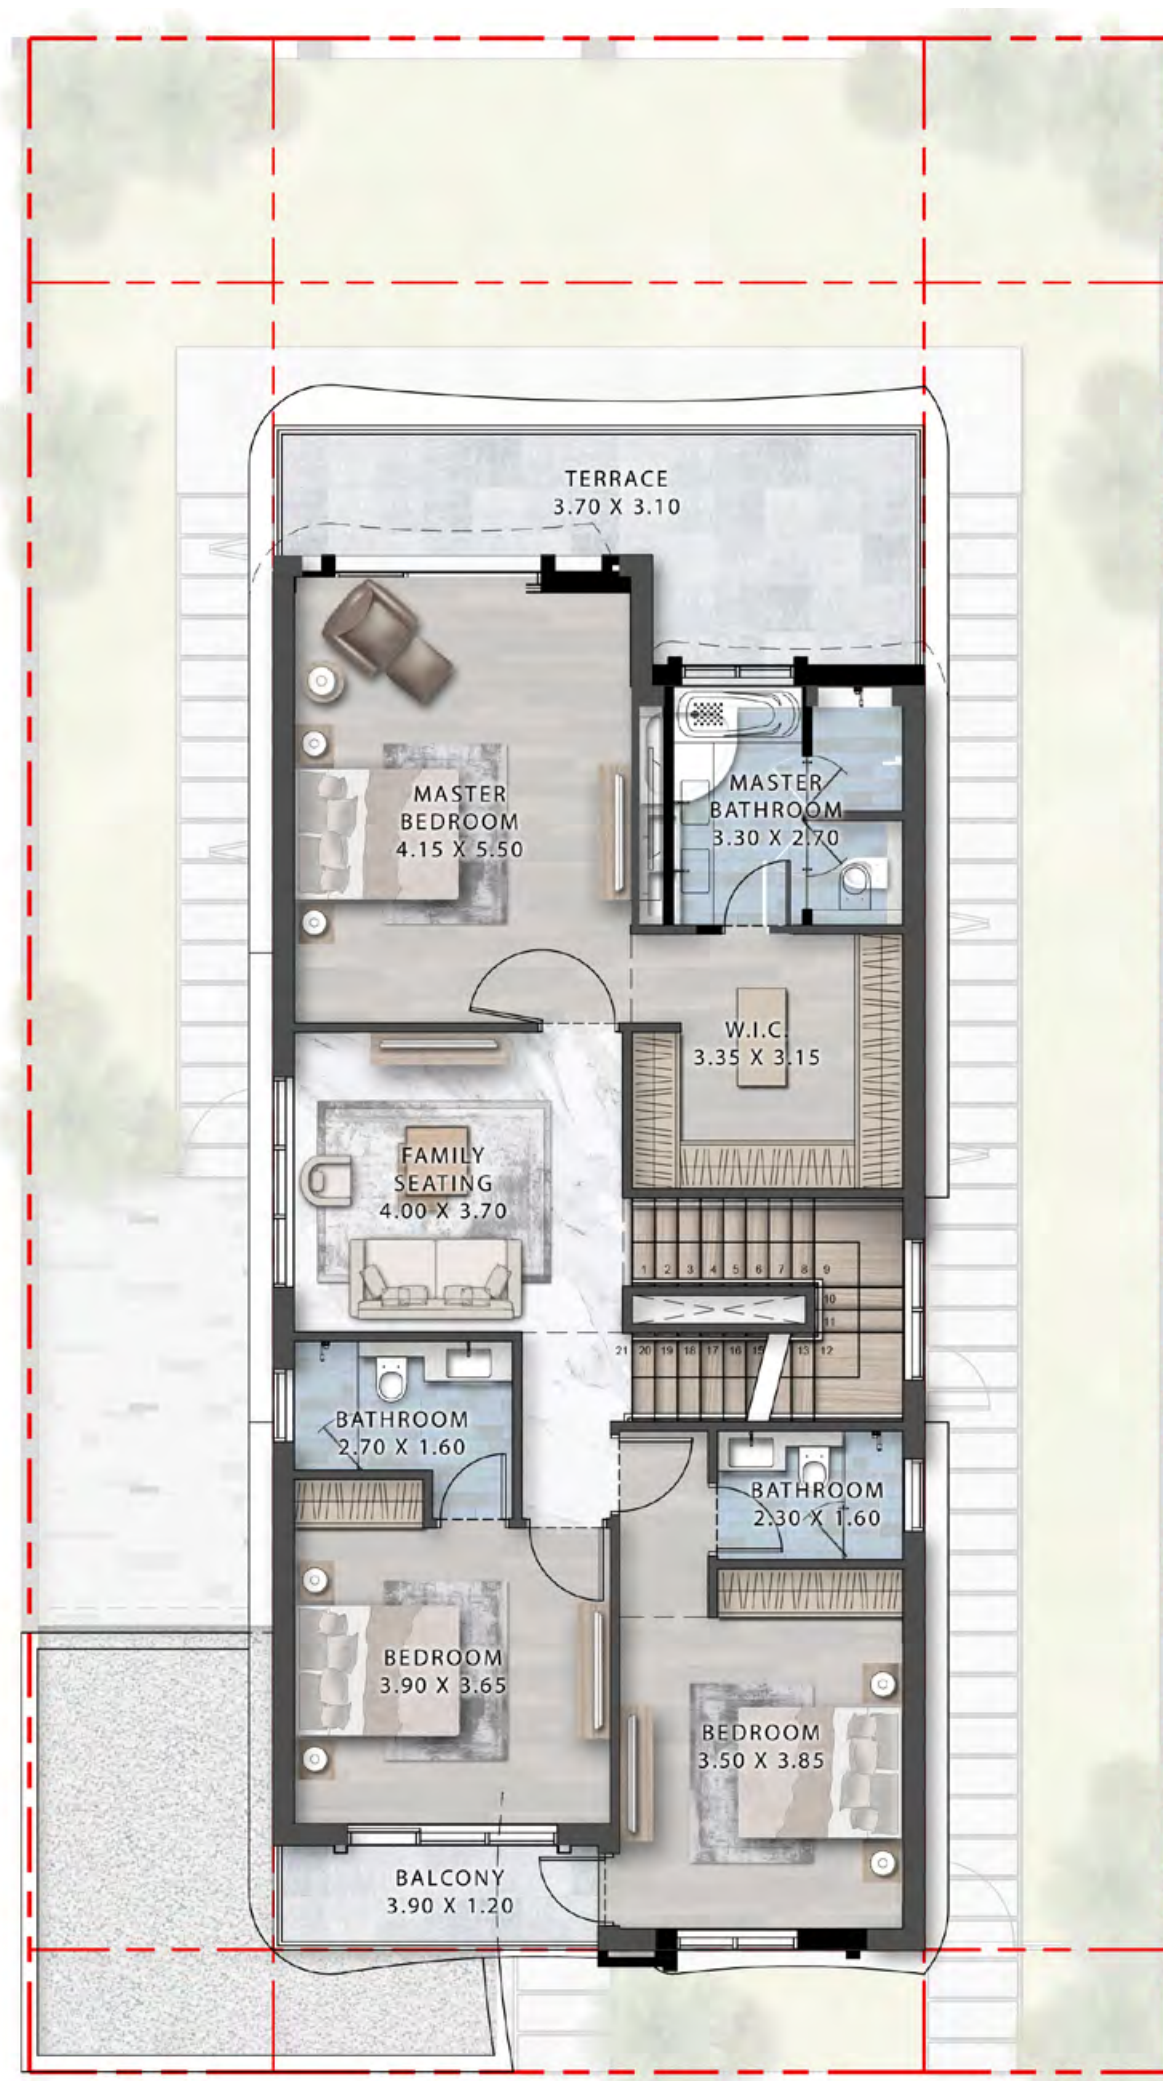 TERRACE
3.70 X 3.10
MASTER
BEDROOM
4.15 X 5.50
MASTER
BATHROOM
3.30 X 2.70
W.I.C.
3.35 X 3.15
FAMILY
SEATING
4.00 X 3.70
1 2 3 4 5 6 7 8 9
10
11
21 20 19 18 17 16 15 13 12
BATHROOM
2.70 X 1.60
BATHROOM
2.30 X 1.60
BEDROOM
3.90 X 3.65
BEDROOM
3.50 X 3.85
BALCONY
3.90 X 1.20